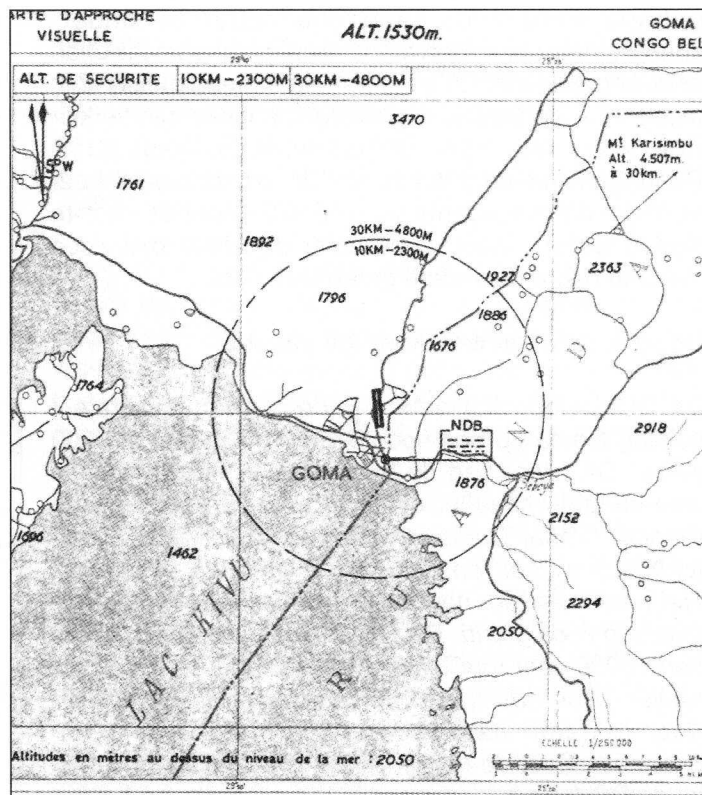 CARTE D'APPROCHE
VISUELLE
ALT. 1530m.
GOMA
CONGO BEL
ALT. DE SECURITE 10KM-2300M 30KM-4800M
3470
Mt Karisimbu
Alt. 4.507m.
à 30km.
W
1761
1892
30KM-4800M
10KM-2300M
1927
2363
1796
1886
1676
1764
NDB
2918
GOMA
1876
Sebeya
2152
1696
1462
2294
2050
LAC KIVU
RUANDA
ECHELLE 1/250 000
Altitudes en mètres au dessus du niveau de la mer : 2050